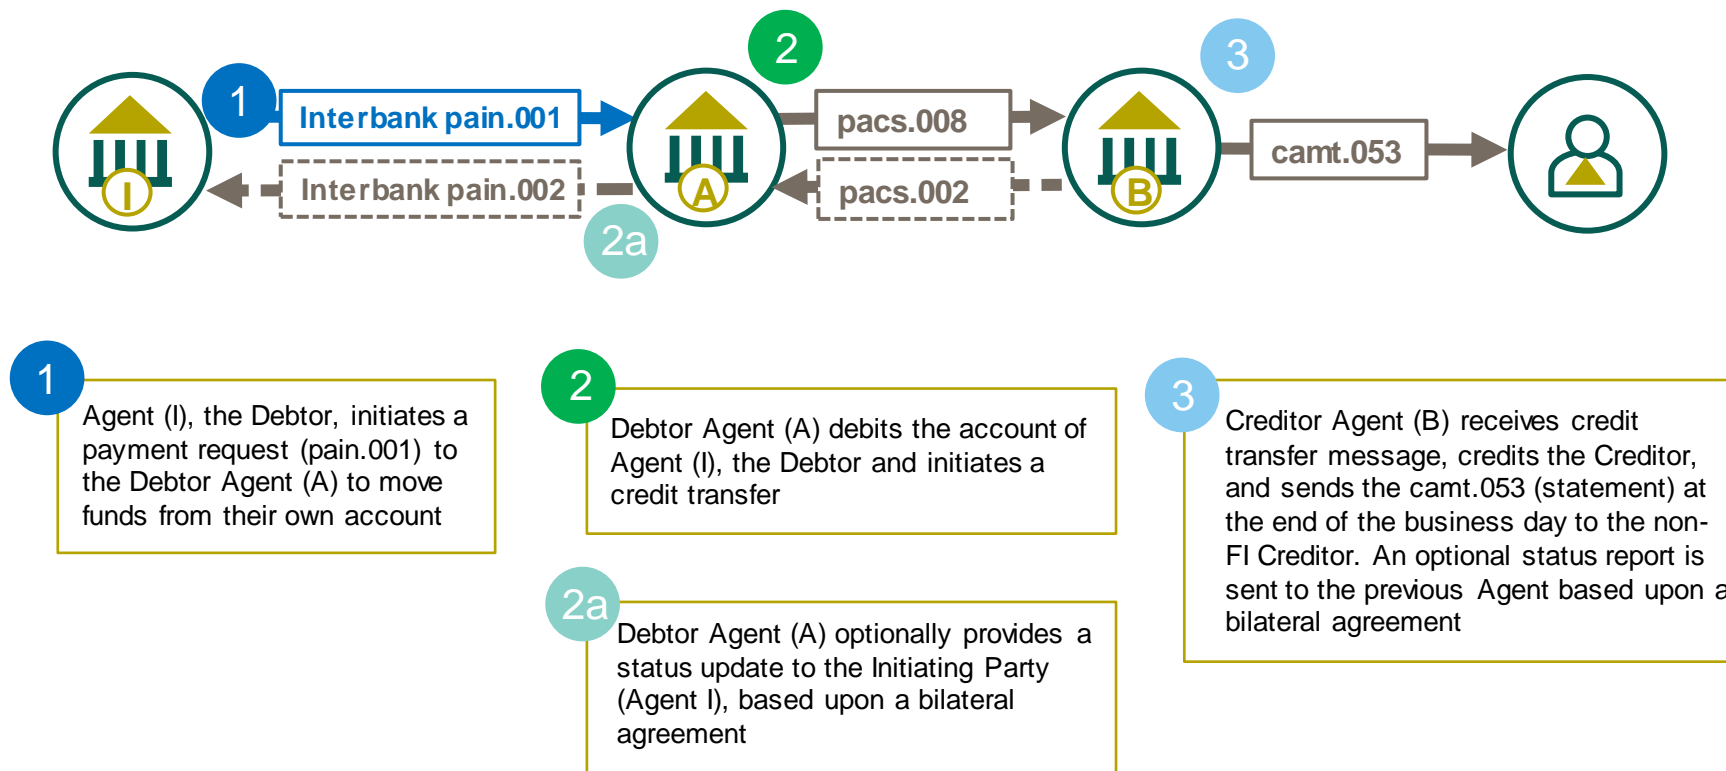 1
2
3
Interbank pain.001
pacs.008
camt.053
Interbank pain.002
pacs.002
I
A
B
2a
1
Agent (I), the Debtor, initiates a
payment request (pain.001) to
the Debtor Agent (A) to move
funds from their own account
2
Debtor Agent (A) debits the account of
Agent (I), the Debtor and initiates a
credit transfer
2a
Debtor Agent (A) optionally provides a
status update to the Initiating Party
(Agent I), based upon a bilateral
agreement
3
Creditor Agent (B) receives credit
transfer message, credits the Creditor,
and sends the camt.053 (statement) at
the end of the business day to the non-
FI Creditor. An optional status report is
sent to the previous Agent based upon a
bilateral agreement